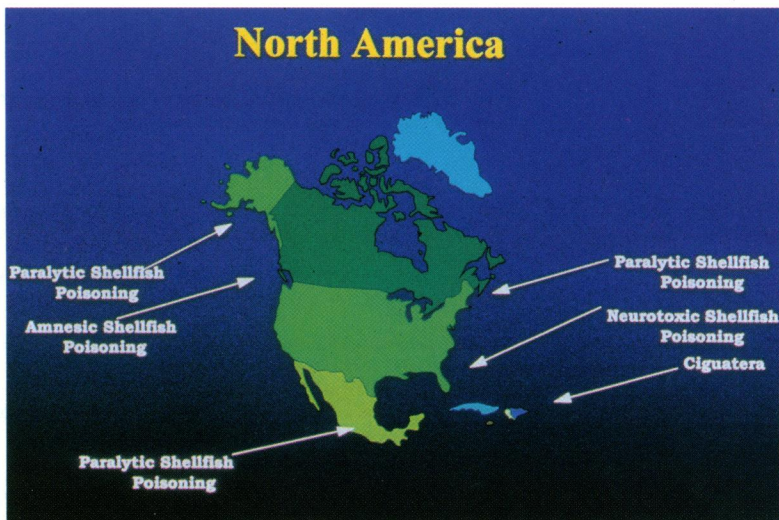 North America
Paralytic Shellfish
Poisoning
Amnesic Shellfish
Poisoning
Paralytic Shellfish
Poisoning
Paralytic Shellfish
Poisoning
Neurotoxic Shellfish
Poisoning
Ciguatera